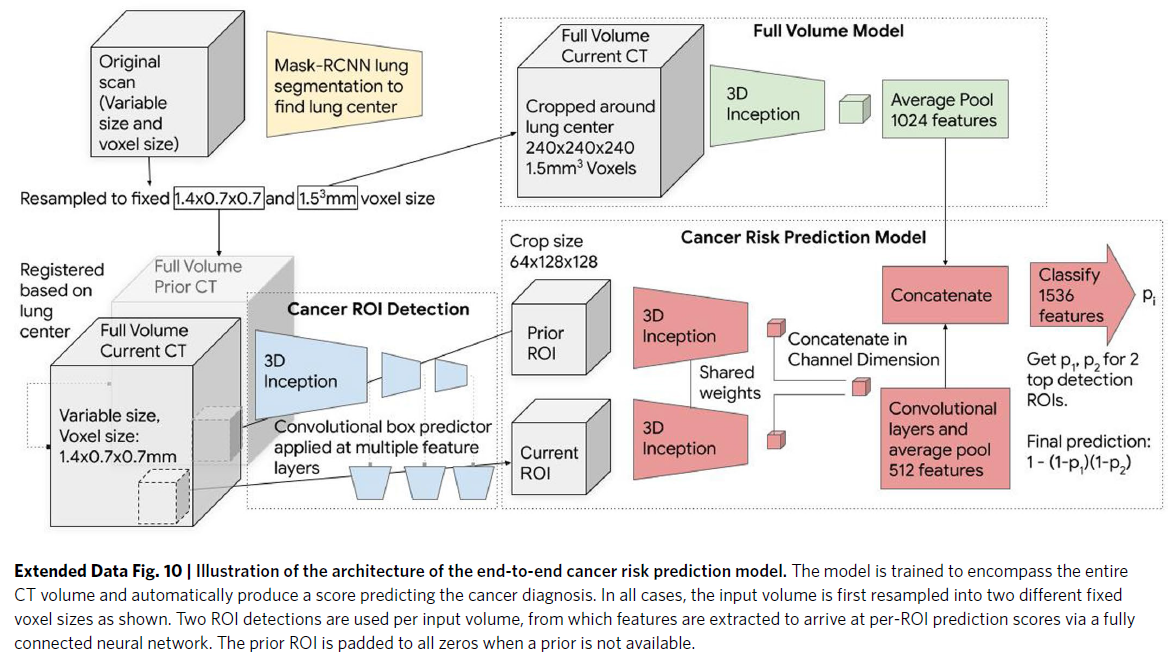 Original
scan
(Variable
size and
voxel size)
Mask-RCNN lung
segmentation to
find lung center
Resampled to fixed 1.4x0.7x0.7 and 1.5³mm voxel size
Full Volume Model
Full Volume
Current CT
Cropped around
lung center
240x240x240
1.5mm³ Voxels
3D
Inception
Average Pool
1024 features
Registered
based on
lung
center
Full Volume
Prior CT
Full Volume
Current CT
Variable size,
Voxel size:
1.4x0.7x0.7mm
Cancer ROI Detection
3D
Inception
Convolutional box predictor
applied at multiple feature
layers
Cancer Risk Prediction Model
Crop size
64x128x128
Prior
ROI
Current
ROI
3D
Inception
Shared
weights
3D
Inception
Concatenate in
Channel Dimension
Concatenate
Convolutional
layers and
average pool
512 features
Classify
1536
features
pᵢ
Get p₁, p₂ for 2
top detection
ROIs.
Final prediction:
1 - (1-p₁)(1-p₂)
Extended Data Fig. 10 | Illustration of the architecture of the end-to-end cancer risk prediction model. The model is trained to encompass the entire
CT volume and automatically produce a score predicting the cancer diagnosis. In all cases, the input volume is first resampled into two different fixed
voxel sizes as shown. Two ROI detections are used per input volume, from which features are extracted to arrive at per-ROI prediction scores via a fully
connected neural network. The prior ROI is padded to all zeros when a prior is not available.